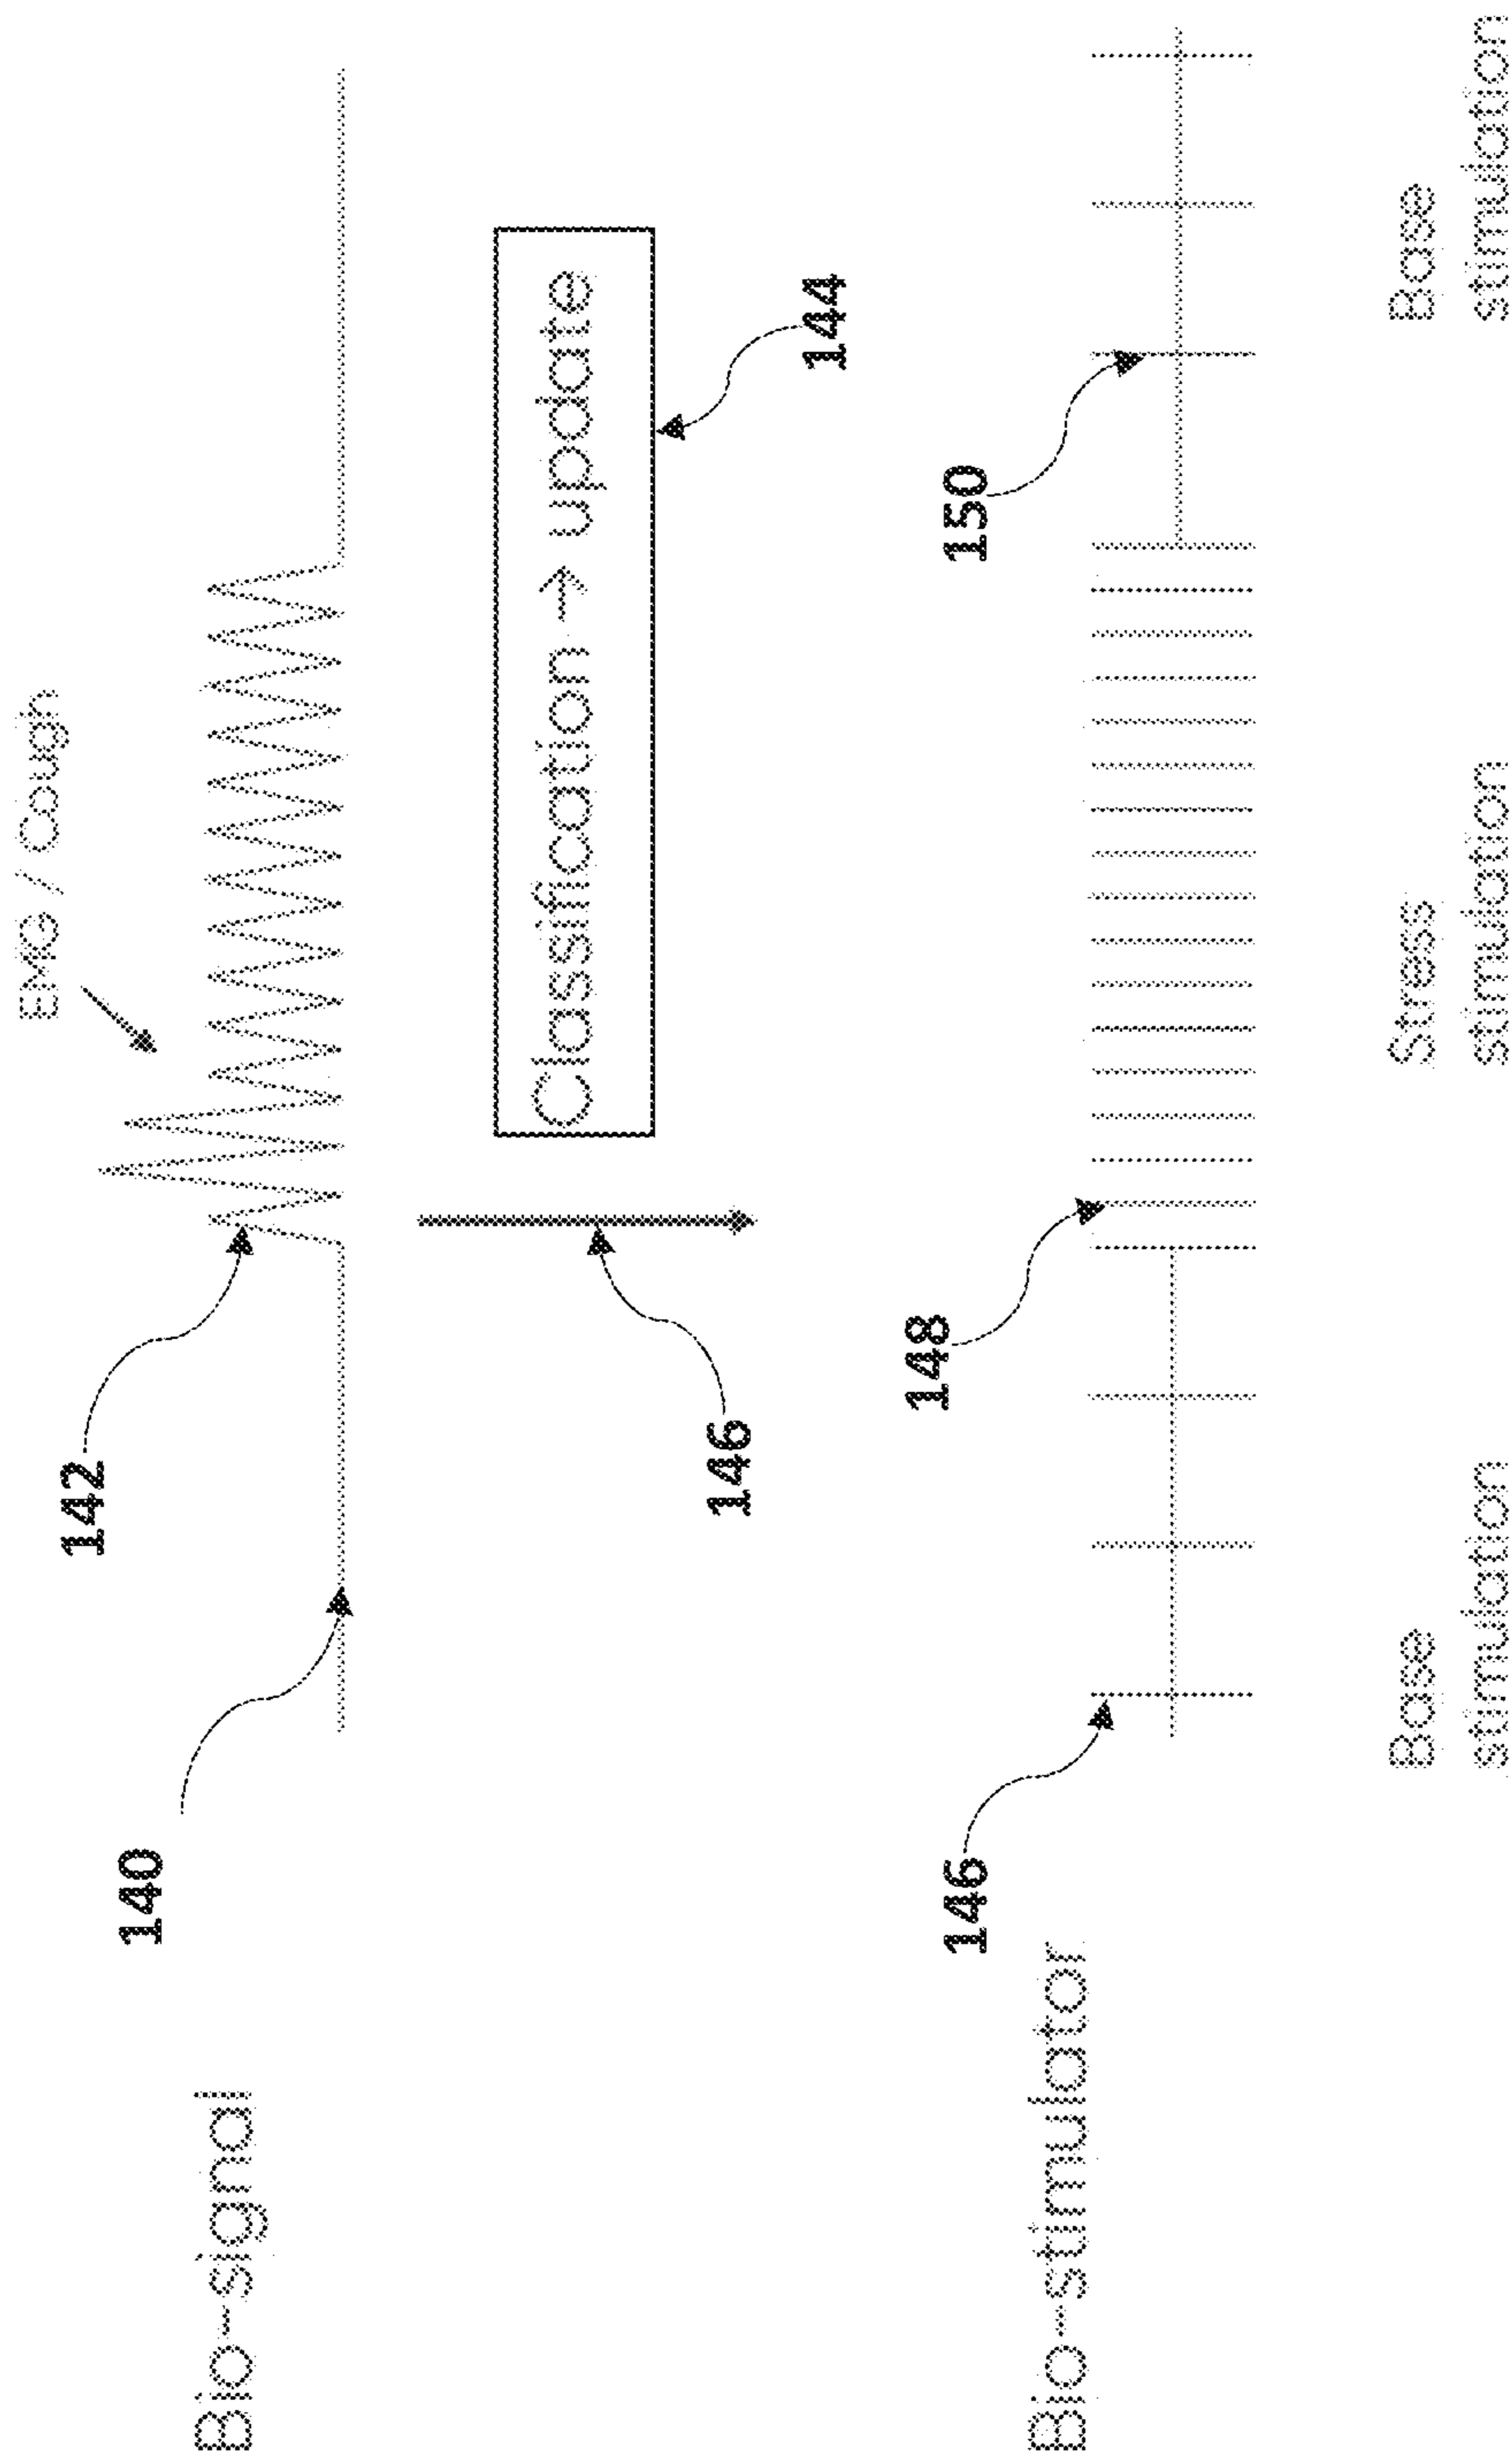 EMG / Cough
142
140
Bio-signal
Classification → update
144
146
148
150
146
Bio-stimulator
Base
stimulation
Stress
stimulation
Base
stimulation